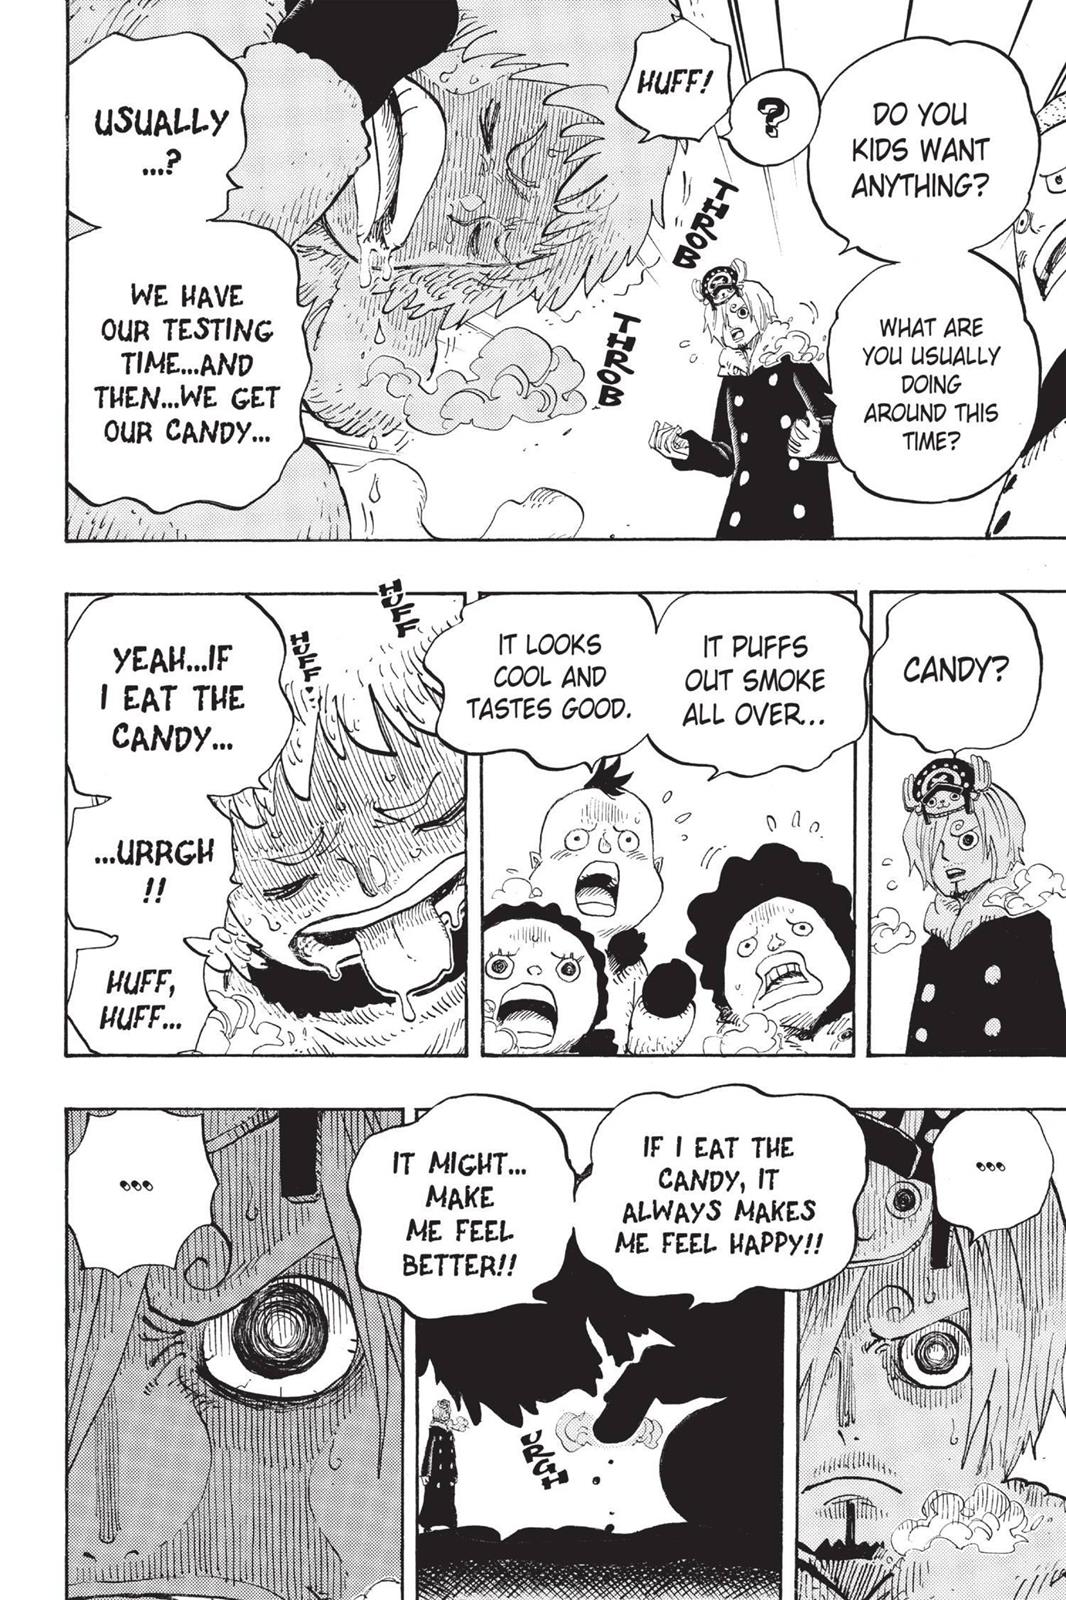 DO YOU
KIDS WANT
ANYTHING?
WHAT ARE
YOU USUALLY
DOING
AROUND THIS
TIME?
?
HUFF!
THROB
THROB
USUALLY
...?
WE HAVE
OUR TESTING
TIME...AND
THEN...WE GET
OUR CANDY...
CANDY?
IT PUFFS
OUT SMOKE
ALL OVER...
IT LOOKS
COOL AND
TASTES GOOD.
HUFF
HUFF..
YEAH...IF
I EAT THE
CANDY...
...URRGH
!!
HUFF,
HUFF...
...
IF I EAT THE
CANDY, IT
ALWAYS MAKES
ME FEEL HAPPY!!
IT MIGHT...
MAKE
ME FEEL
BETTER!!
URGH
...